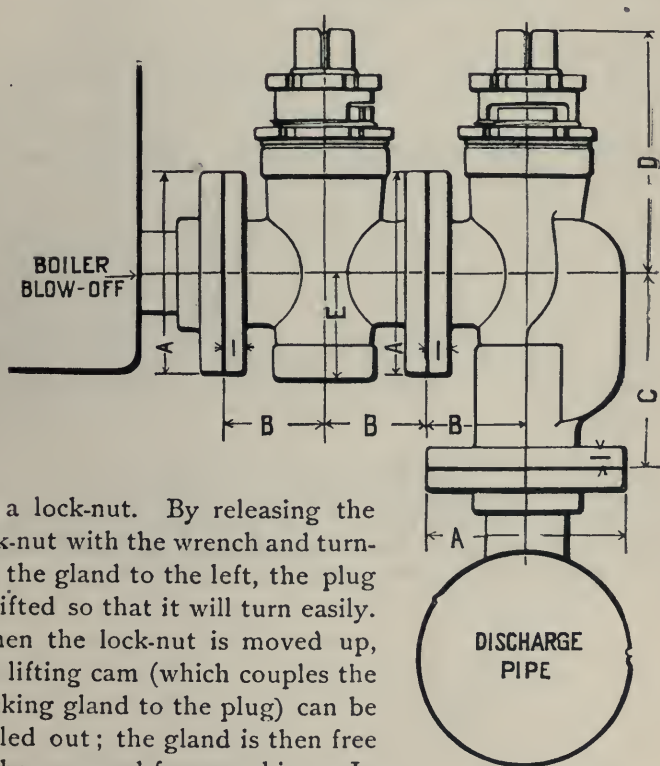 D
BOILER
BLOW-OFF
A
I
E
A
I
C
B
B
B
I
A
DISCHARGE
PIPE
a lock-nut. By releasing the
k-nut with the wrench and turn-
the gland to the left, the plug
ifted so that it will turn easily.
hen the lock-nut is moved up,
lifting cam (which couples the
king gland to the plug) can be
led out; the gland is then free